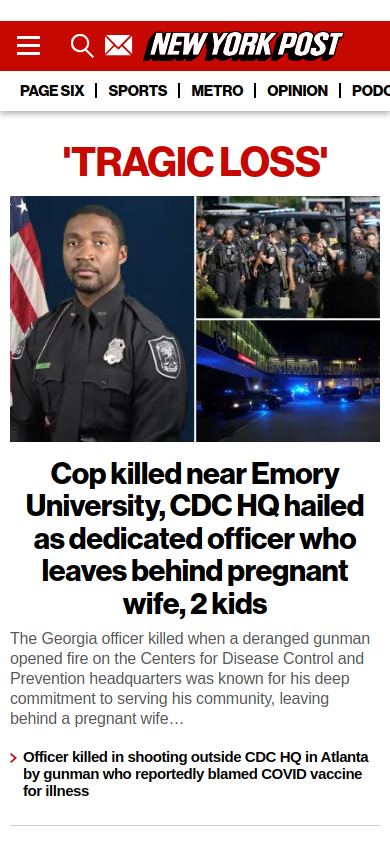 NEW YORK POST
PAGE SIX
SPORTS
METRO
OPINION
PODC
'TRAGIC LOSS'
Cop killed near Emory
University, CDC HQ hailed
as dedicated officer who
leaves behind pregnant
wife, 2 kids
The Georgia officer killed when a deranged gunman
opened fire on the Centers for Disease Control and
Prevention headquarters was known for his deep
commitment to serving his community, leaving
behind a pregnant wife…
Officer killed in shooting outside CDC HQ in Atlanta
by gunman who reportedly blamed COVID vaccine
for illness